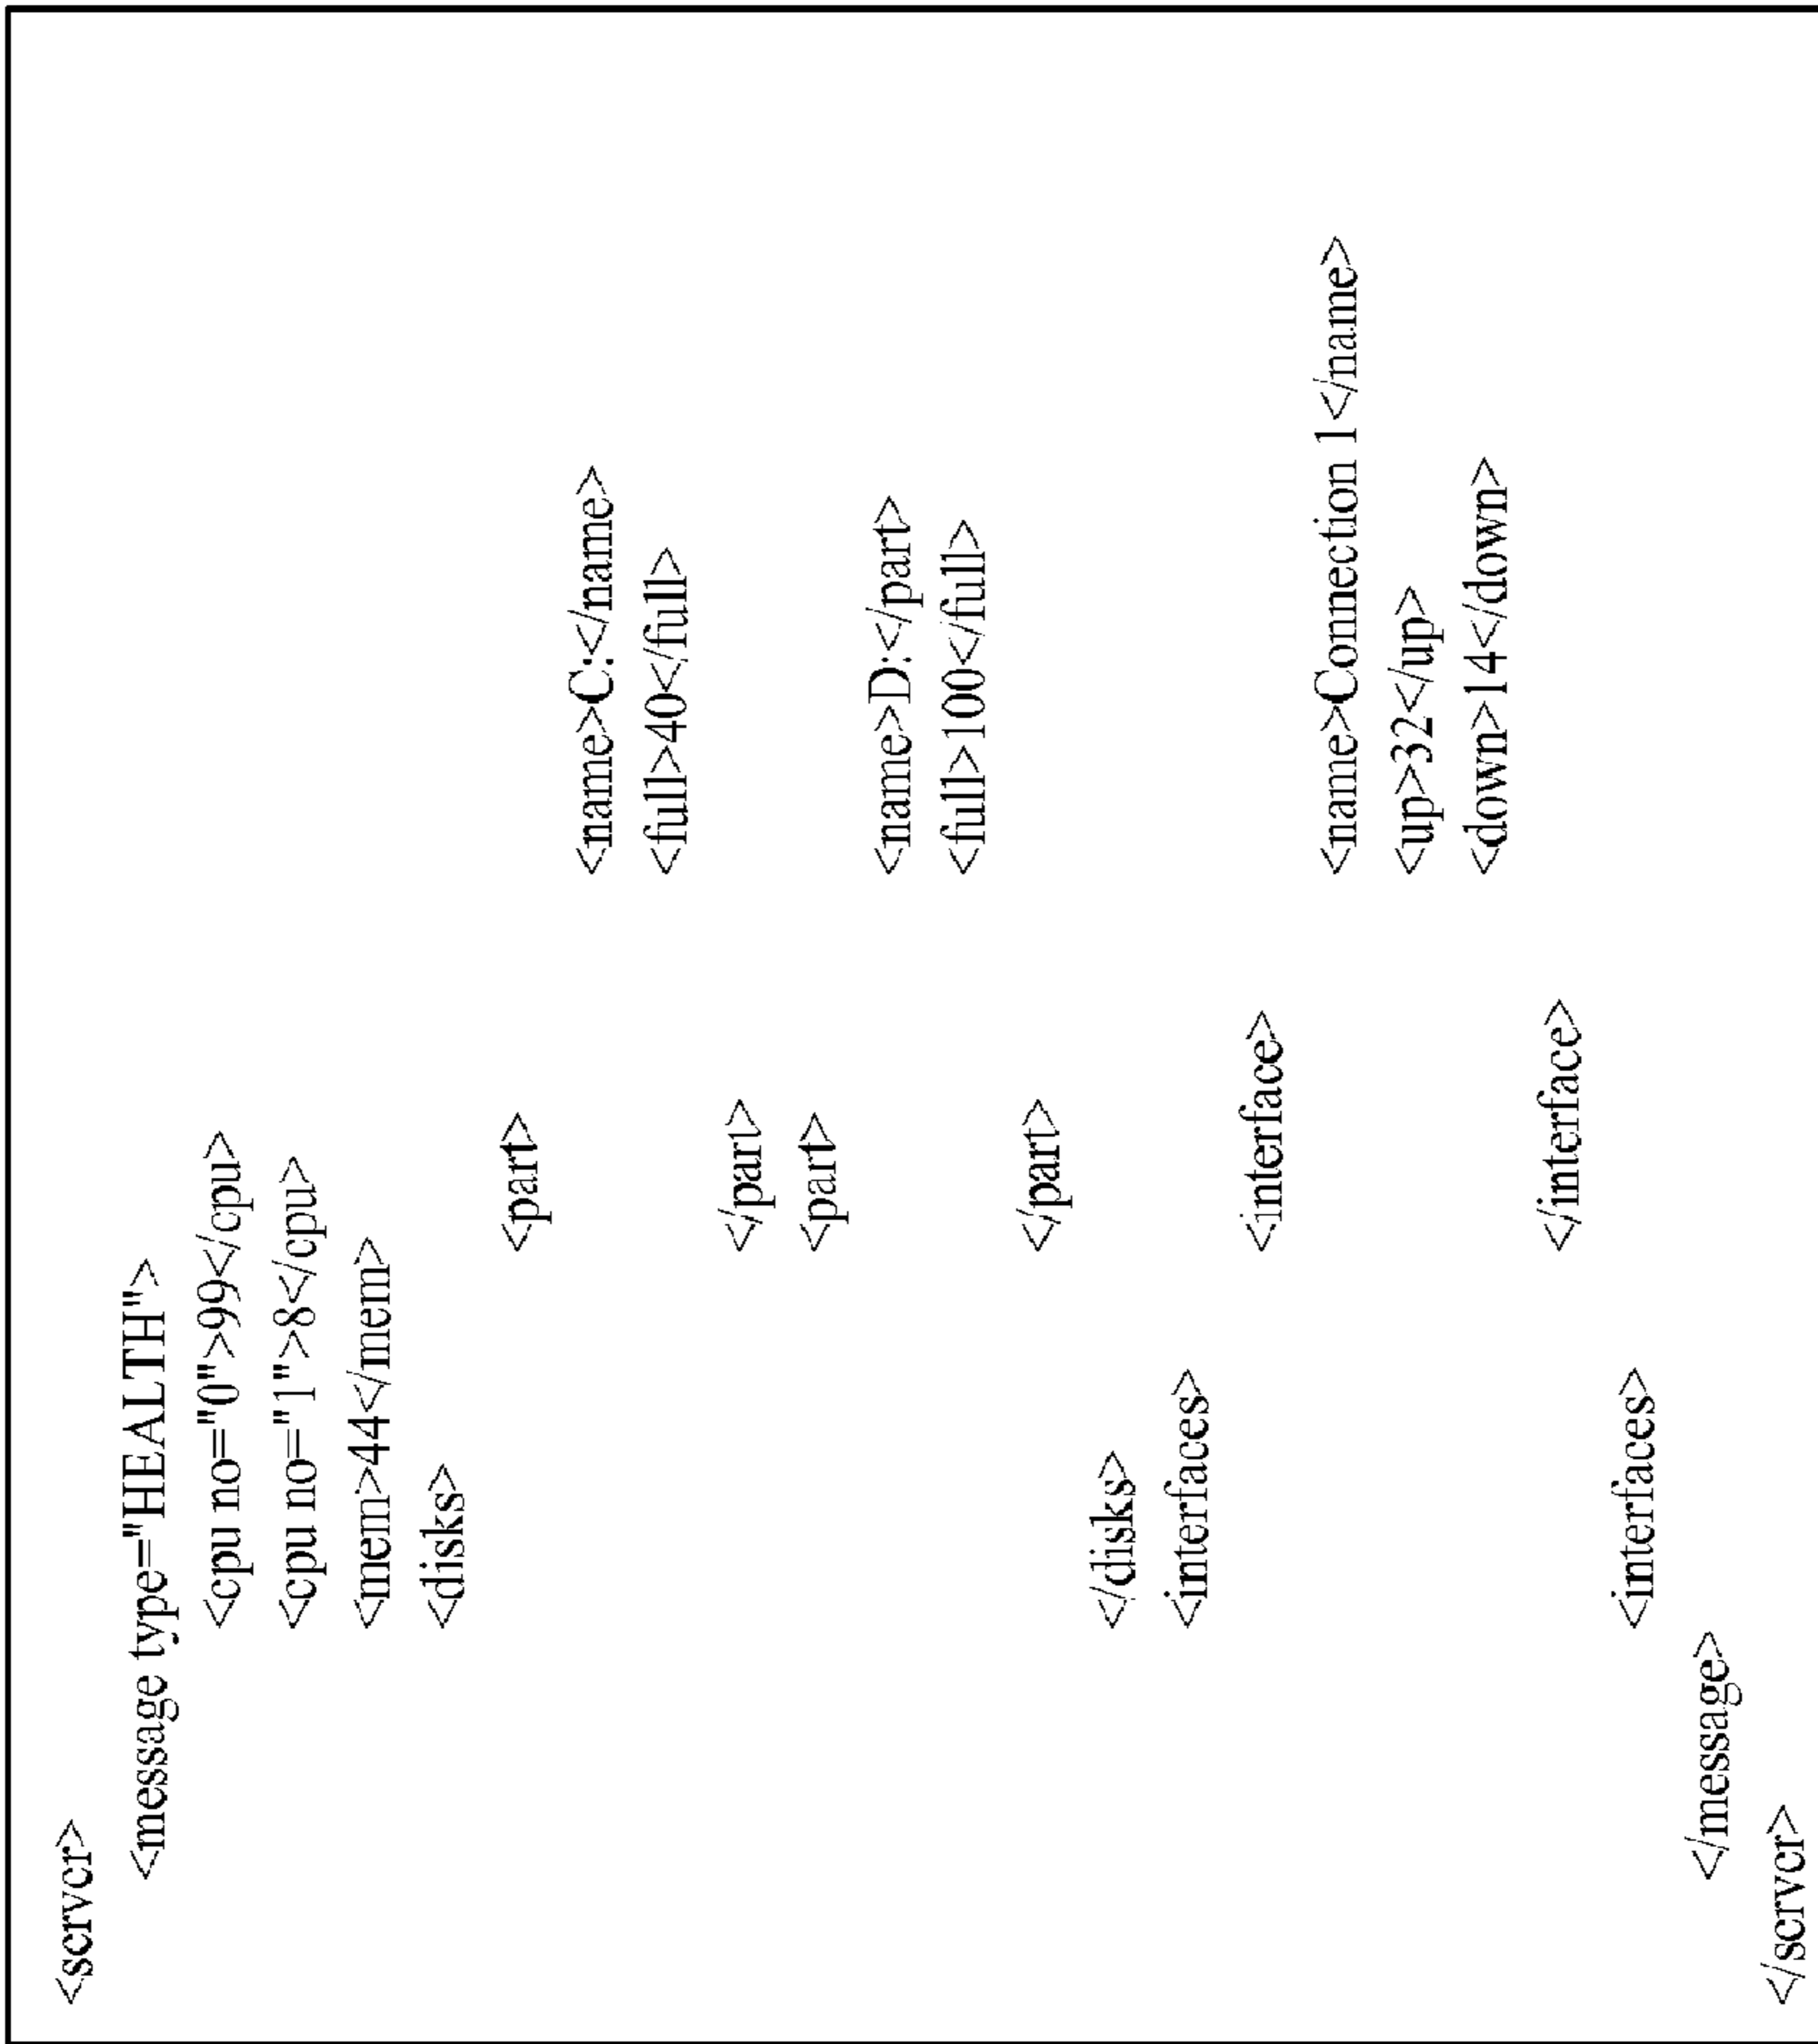 <server>
<message type="HEALTH">
<cpu no="0">99</cpu>
<cpu no="1">8</cpu>
<mem>44</mem>
<disks>
<part>
<name>C:</name>
<full>40</full>
</part>
<part>
<name>D:</part>
<full>100</full>
</part>
</disks>
<interfaces>
<interface>
<name>Connection 1</name>
<up>32</up>
<down>14</down>
</interface>
<interfaces>
</message>
</server>